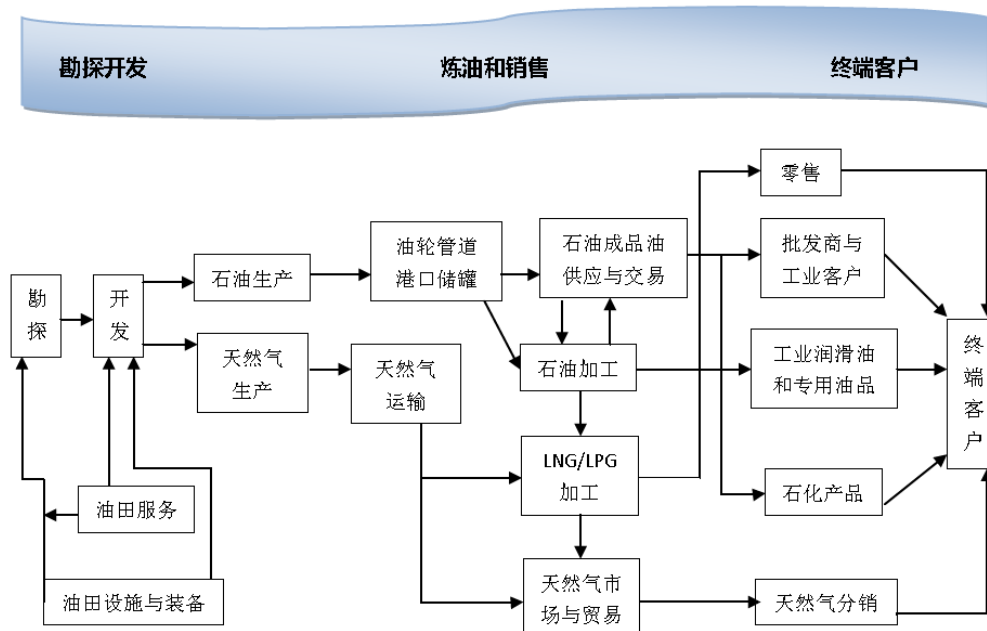 勘探开发
炼油和销售
终端客户
零售
油轮管道
港口储罐
石油成品油
供应与交易
批发商与
工业客户
勘
探
开
发
石油生产
天然气
生产
天然气
运输
石油加工
工业润滑油
和专用油品
终
端
客
户
LNG/LPG
加工
石化产品
油田服务
油田设施与装备
天然气市
场与贸易
天然气分销